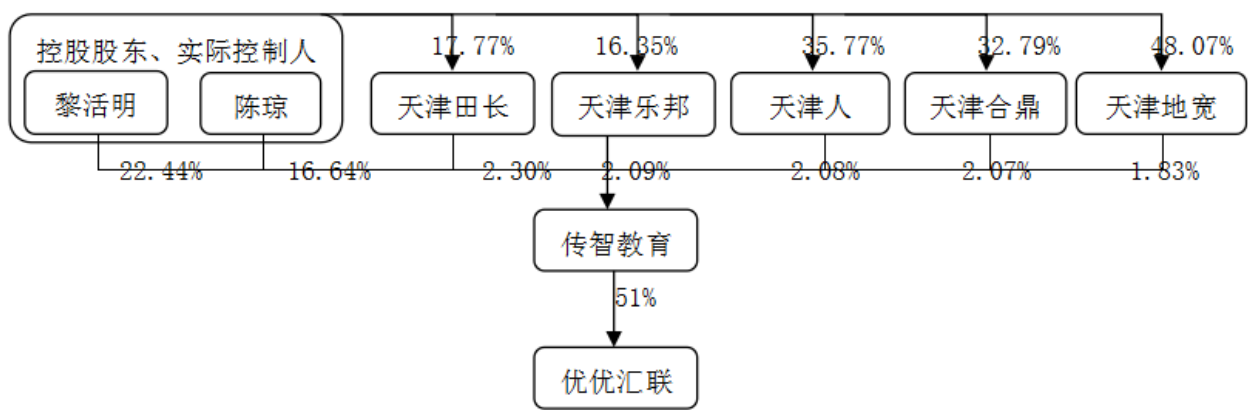 17.77% 16.35% 35.77% 32.79% 48.07%
控股股东、实际控制人
黎活明 陈琼 天津田长 天津乐邦 天津人 天津合鼎 天津地宽
22.44% 16.64% 2.30% 2.09% 2.08% 2.07% 1.83%
传智教育
51%
优优汇联